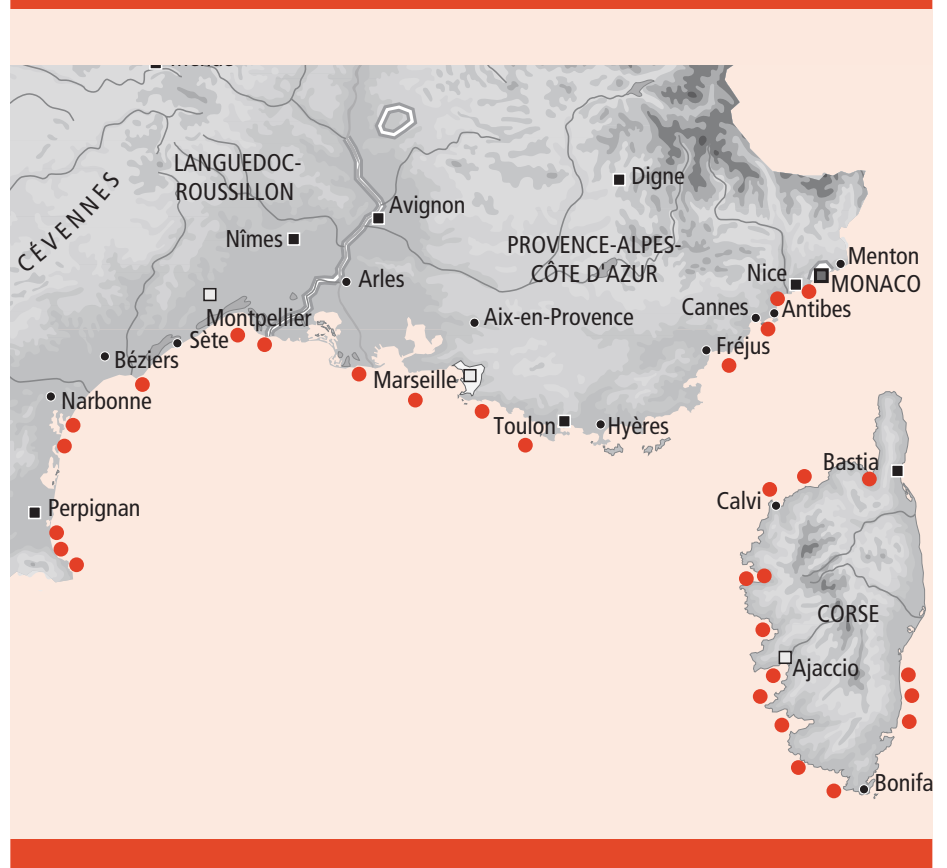 LANGUEDOC-
ROUSSILLON
CÉVENNES
Avignon
Nîmes
Digne
PROVENCE-ALPES-
CÔTE D'AZUR
Arles
Nice
Menton
MONACO
Montpellier
Aix-en-Provence
Cannes
Antibes
Sète
Béziers
Fréjus
Marseille
Narbonne
Toulon
Hyères
Perpignan
Bastia
Calvi
CORSE
Ajaccio
Bonifa